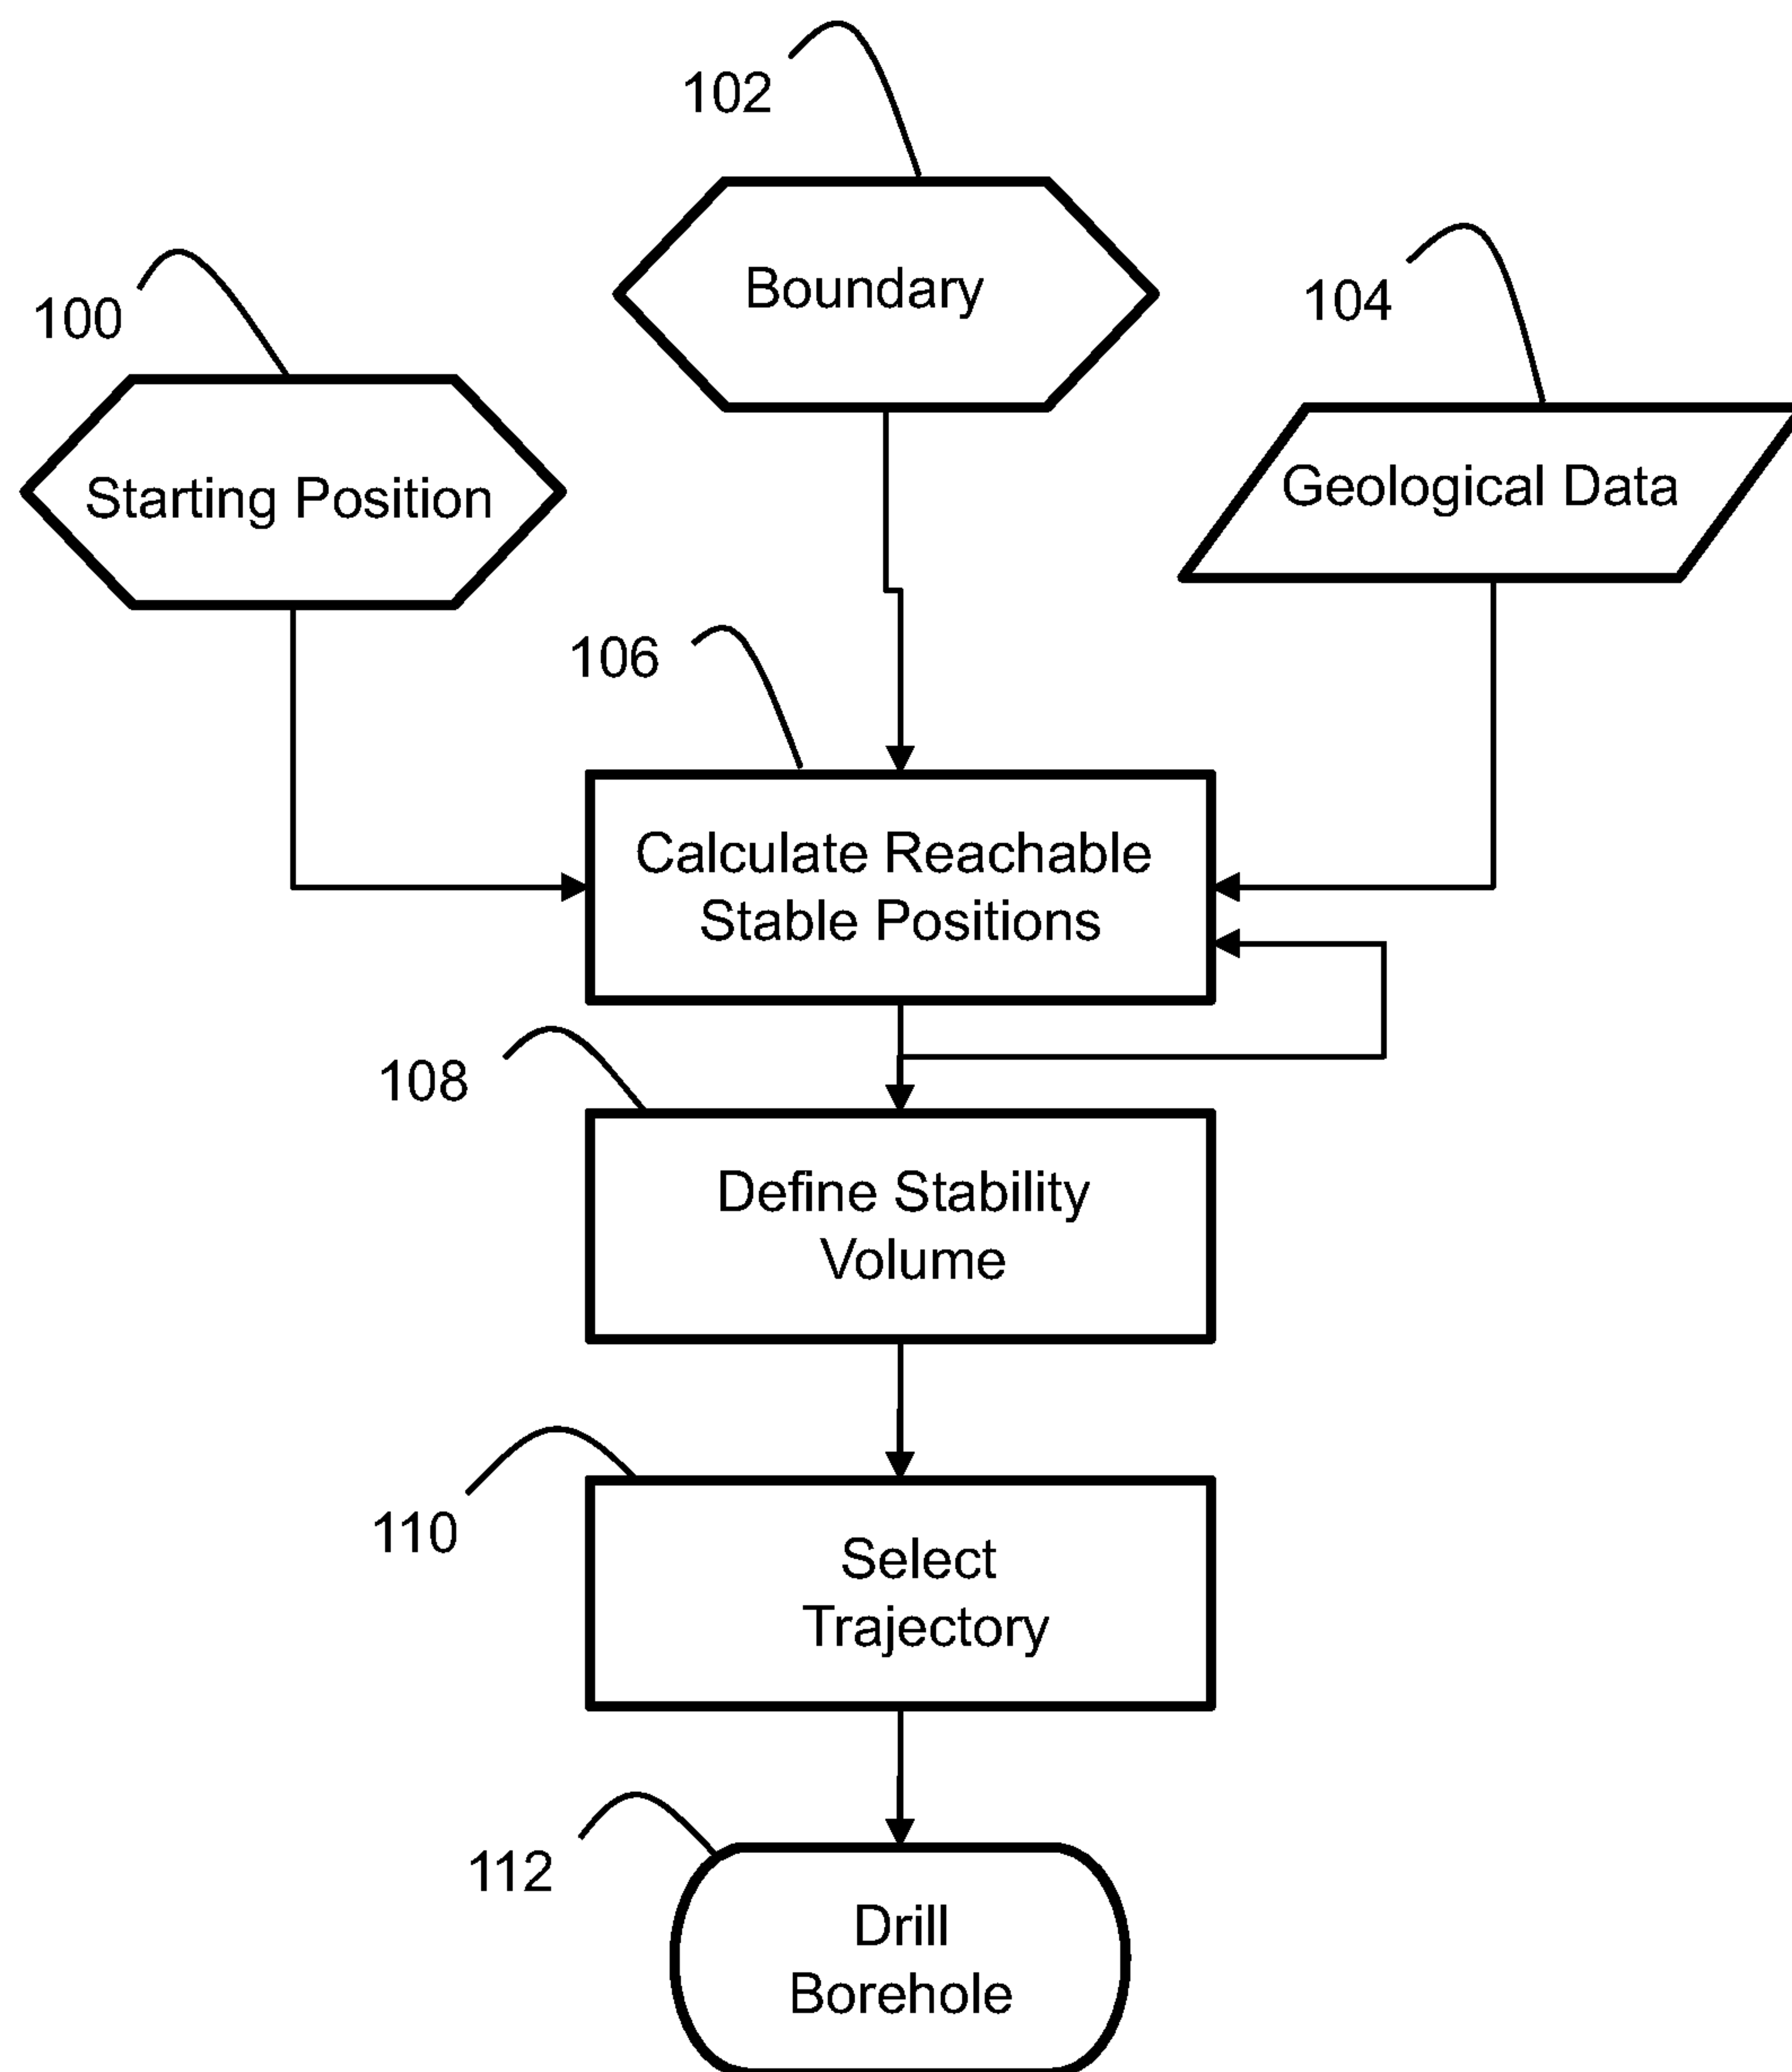 102
Boundary
100
104
Starting Position
Geological Data
106
Calculate Reachable
Stable Positions
108
Define Stability
Volume
110
Select
Trajectory
112
Drill
Borehole